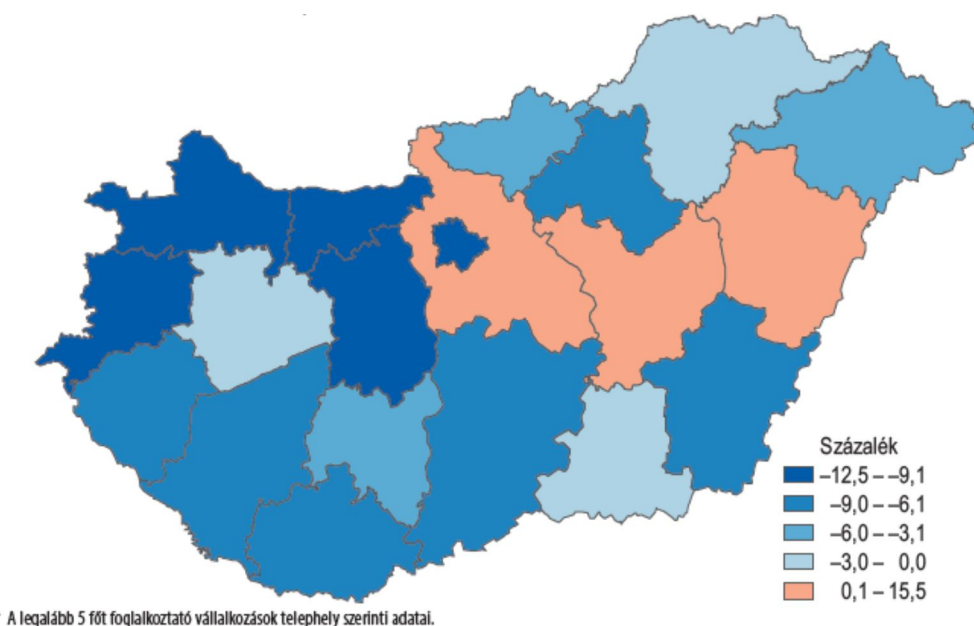 Százalék
–12,5 – –9,1
–9,0 – –6,1
–6,0 – –3,1
–3,0 – 0,0
0,1 – 15,5
A legalább 5 főt foglalkoztató vállalkozások telephely szerinti adatai.